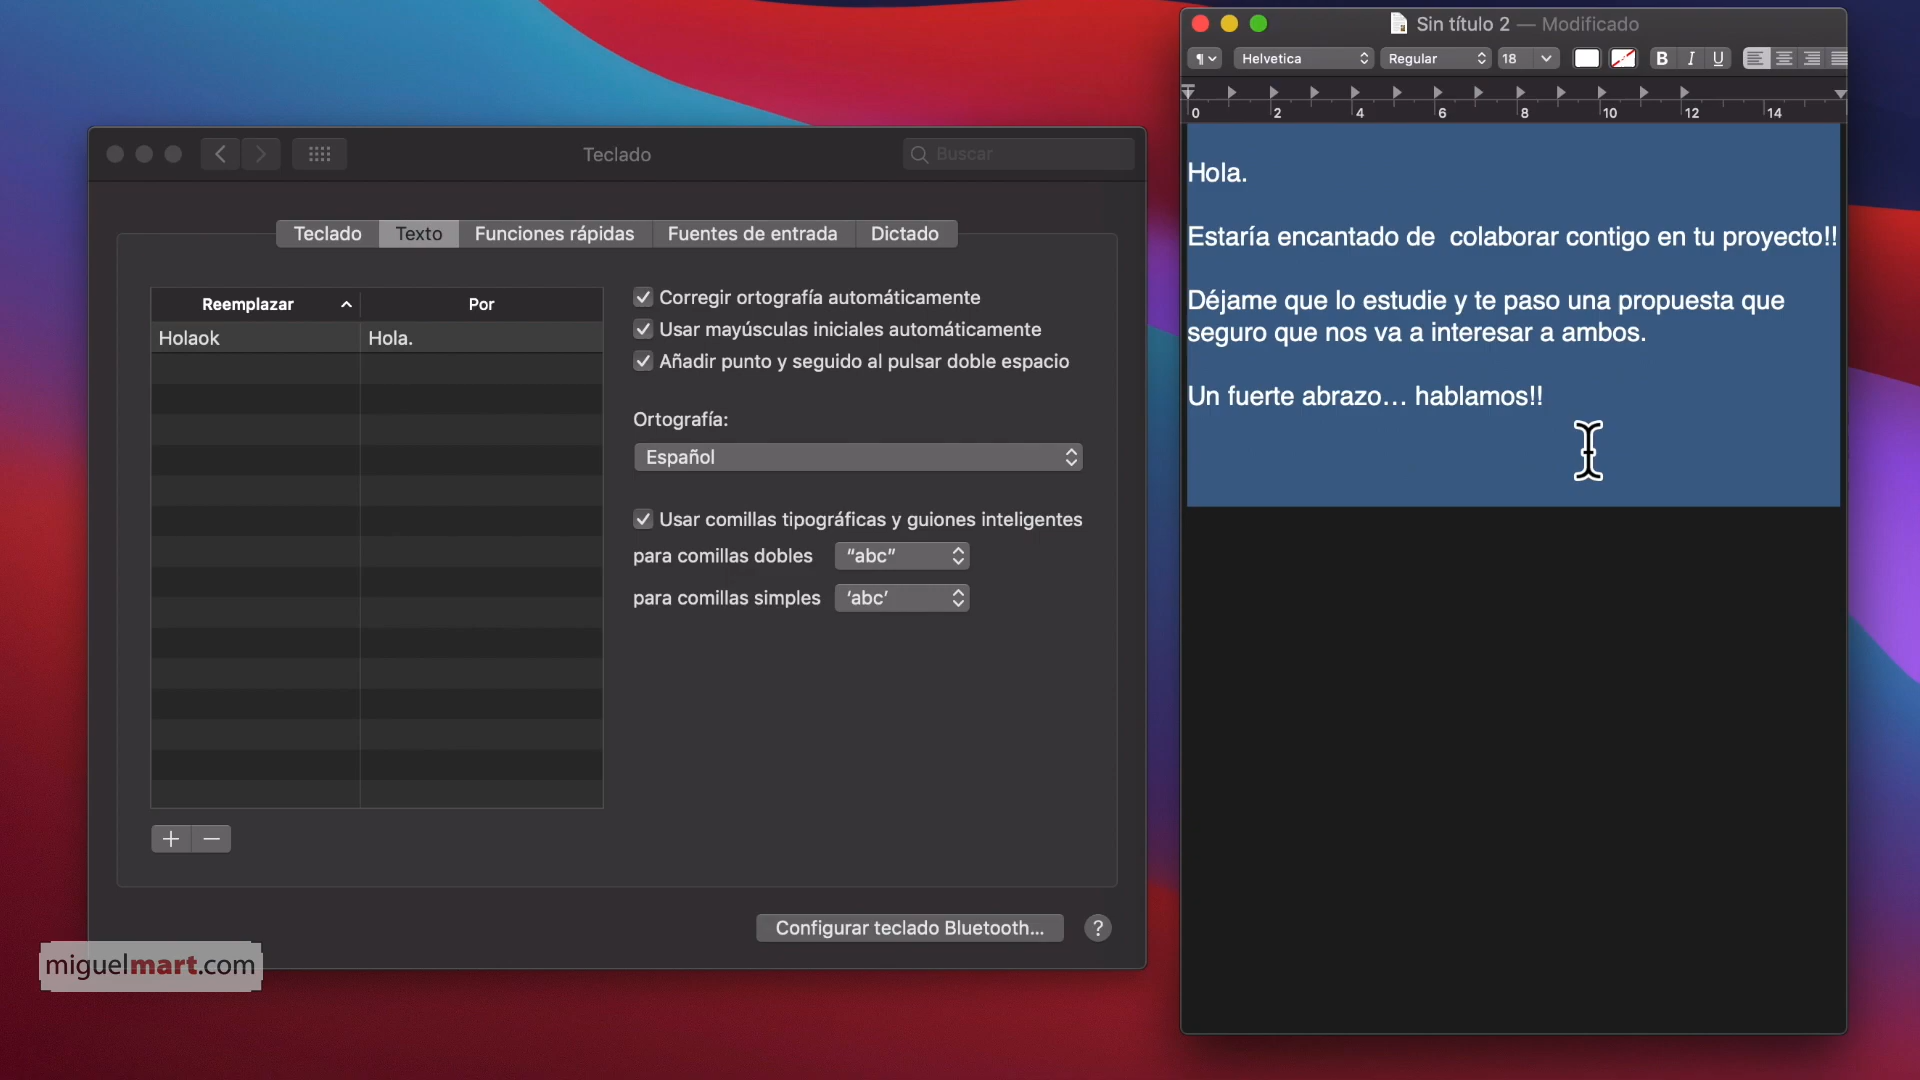 Teclado
Buscar
Teclado
Texto
Funciones rápidas
Fuentes de entrada
Dictado
Reemplazar
Por
Holaok
Hola.
Corregir ortografía automáticamente
Usar mayúsculas iniciales automáticamente
Añadir punto y seguido al pulsar doble espacio
Ortografía:
Español
Usar comillas tipográficas y guiones inteligentes
para comillas dobles
“abc”
para comillas simples
‘abc’
Configurar teclado Bluetooth...
?
miguelmart.com
Sin título 2 — Modificado
Helvetica
Regular
18
B
I
U
0 2 4 6 8 10 12 14
Hola.
Estaría encantado de  colaborar contigo en tu proyecto!!
Déjame que lo estudie y te paso una propuesta que
seguro que nos va a interesar a ambos.
Un fuerte abrazo… hablamos!!